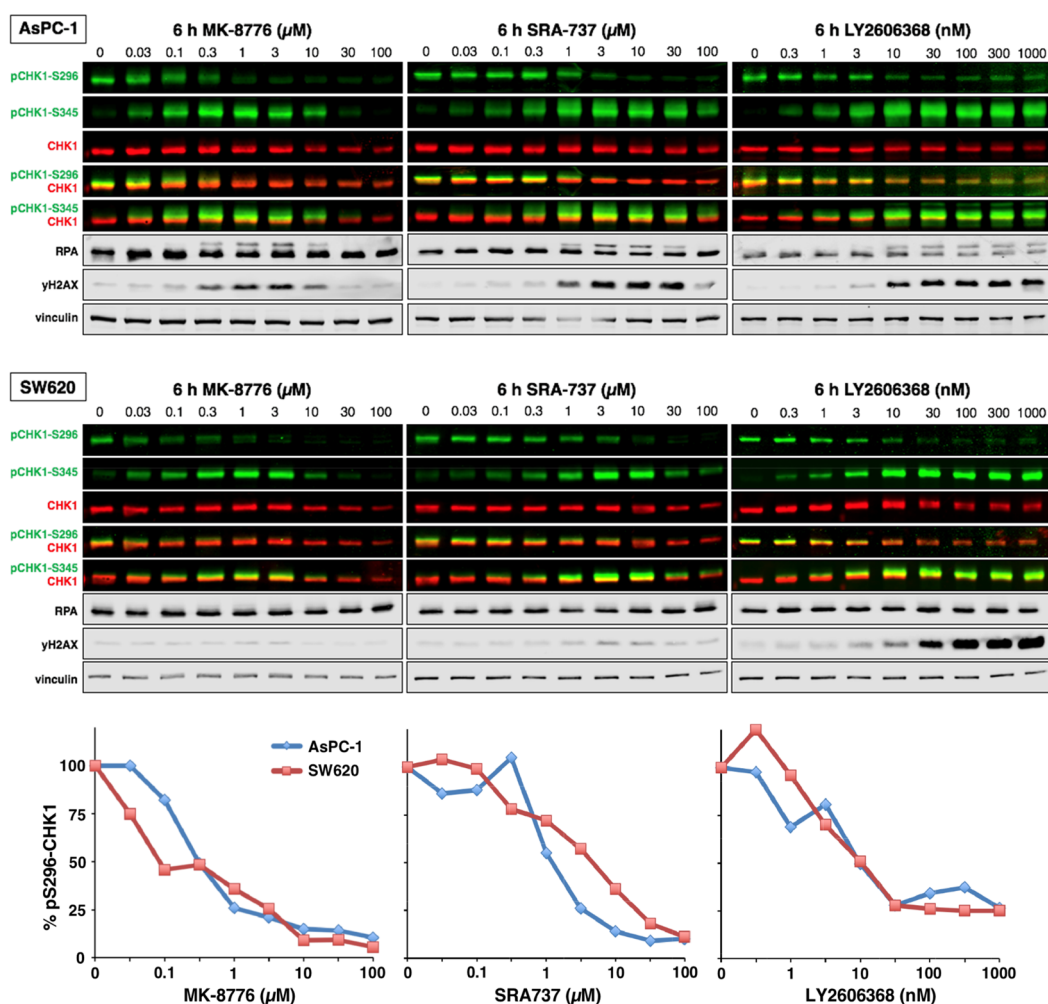 AsPC-1
6 h MK-8776 (µM) 6 h SRA-737 (µM) 6 h LY2606368 (nM)
0 0.03 0.1 0.3 1 3 10 30 100 0 0.03 0.1 0.3 1 3 10 30 100 0 0.3 1 3 10 30 100 300 1000
pCHK1-S296
pCHK1-S345
CHK1
pCHK1-S296
CHK1
pCHK1-S345
CHK1
RPA
yH2AX
vinculin
SW620
6 h MK-8776 (µM) 6 h SRA-737 (µM) 6 h LY2606368 (nM)
0 0.03 0.1 0.3 1 3 10 30 100 0 0.03 0.1 0.3 1 3 10 30 100 0 0.3 1 3 10 30 100 300 1000
pCHK1-S296
pCHK1-S345
CHK1
pCHK1-S296
CHK1
pCHK1-S345
CHK1
RPA
yH2AX
vinculin
% pS296-CHK1
100
75
50
25
0
AsPC-1
SW620
0 0.1 1 10 100 0 0.1 1 10 100 0 1 10 100 1000
MK-8776 (µM) SRA737 (µM) LY2606368 (nM)